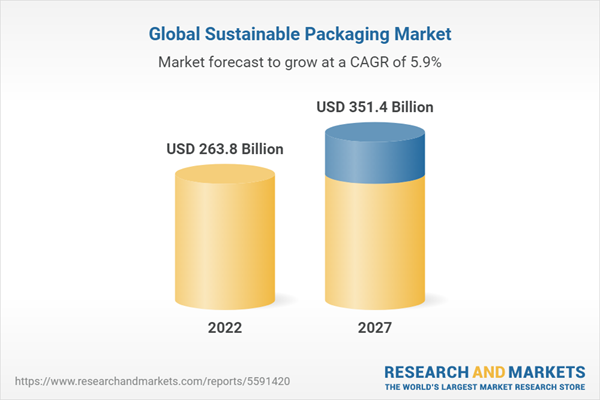 Global Sustainable Packaging Market
Market forecast to grow at a CAGR of 5.9%
USD 351.4 Billion
USD 263.8 Billion
2022
2027
https://www.researchandmarkets.com/reports/5591420
RESEARCH AND MARKETS
THE WORLD'S LARGEST MARKET RESEARCH STORE